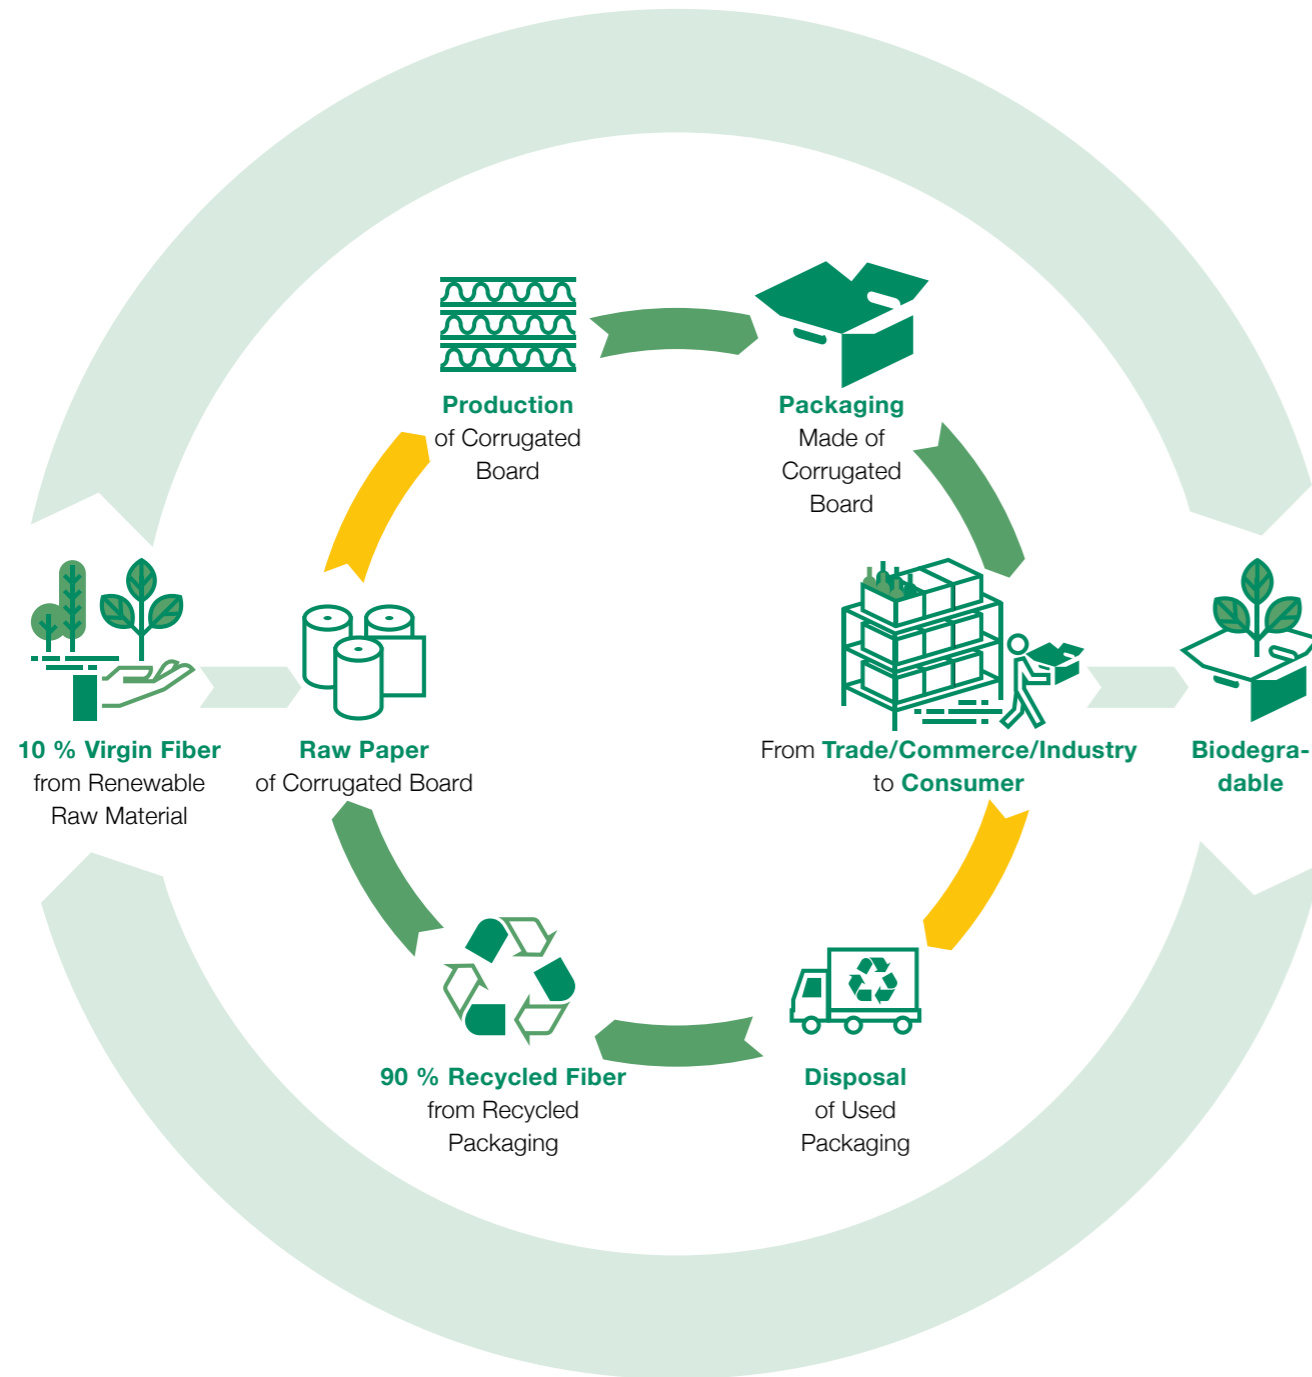 Production
of Corrugated
Board
Packaging
Made of
Corrugated
Board
10 % Virgin Fiber
from Renewable
Raw Material
Raw Paper
of Corrugated Board
From Trade/Commerce/Industry
to Consumer
Biodegra-
dable
90 % Recycled Fiber
from Recycled
Packaging
Disposal
of Used
Packaging